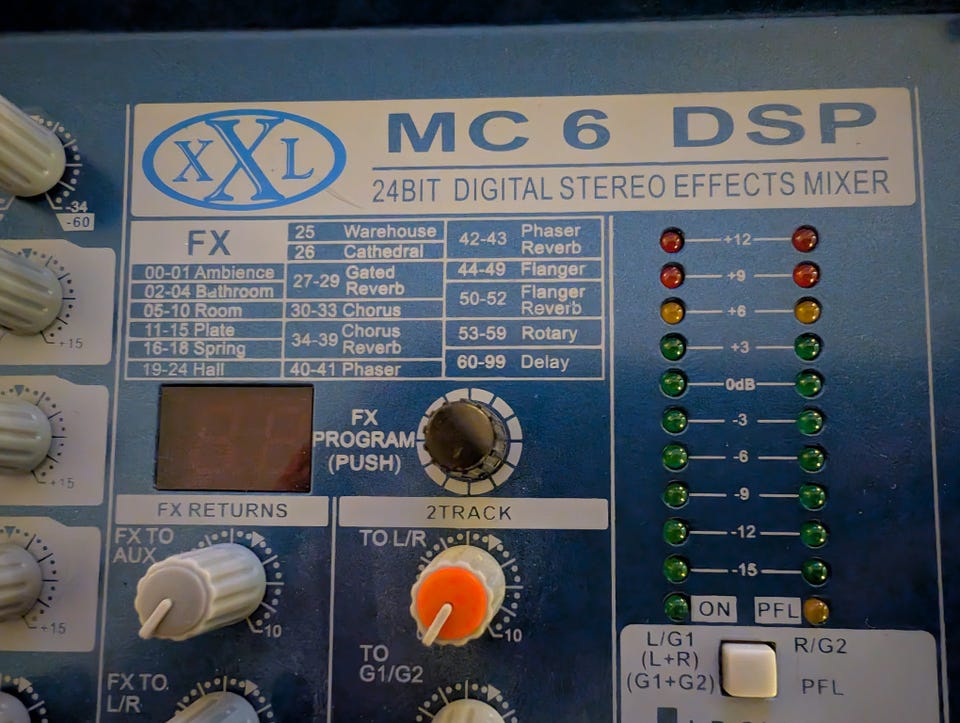 XXL
MC 6 DSP
24BIT DIGITAL STEREO EFFECTS MIXER
-34
-60
+15
+15
+15
FX
00-01 Ambience
02-04 Bathroom
05-10 Room
11-15 Plate
16-18 Spring
19-24 Hall
25 Warehouse
26 Cathedral
27-29 Gated
Reverb
30-33 Chorus
34-39 Chorus
Reverb
40-41 Phaser
42-43 Phaser
Reverb
44-49 Flanger
50-52 Flanger
Reverb
53-59 Rotary
60-99 Delay
+12
+9
+6
+3
0dB
-3
-6
-9
-12
-15
ON PFL
FX
PROGRAM
(PUSH)
FX RETURNS
FX TO
AUX
-10
FX TO
L/R
2TRACK
TO L/R
-10
TO
G1/G2
L/G1
(L+R)
(G1+G2)
R/G2
PFL